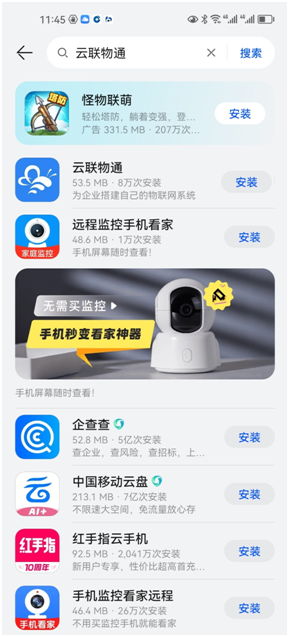 11:45
云联物通
搜索
塔防
怪物联萌
轻松塔防，躺着变强，登…
广告 331.5 MB · 207万次…
安装
云联物通
53.5 MB · 8万次安装
为企业搭建自己的物联网系统
安装
家庭监控
远程监控手机看家
48.6 MB · 1万次安装
手机屏幕随时查看！
安装
无需买监控
手机秒变看家神器
手机屏幕随时查看！
企查查
52.8 MB · 5亿次安装
查企业，查风险，查招标，上…
安装
云
AI+
中国移动云盘
213.1 MB · 7亿次安装
不限速大空间，免流量放心存
安装
红手指
10周年
红手指云手机
92.5 MB · 2,041万次安装
新用户专享，性价比超高首充…
安装
手机看家
手机监控看家远程
46.4 MB · 26万次安装
不用买监控手机就能看家
安装